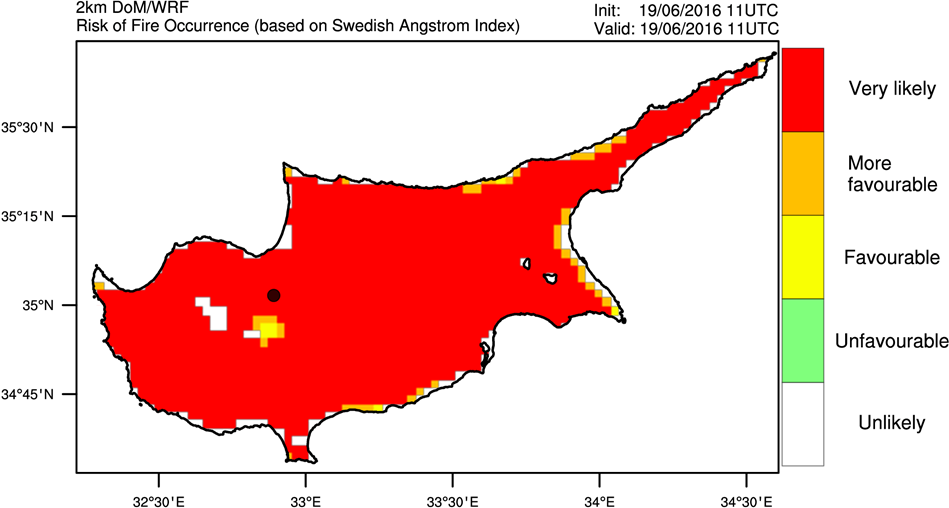 2km DoM/WRF
Init: 19/06/2016 11UTC
Risk of Fire Occurrence (based on Swedish Angstrom Index)
Valid: 19/06/2016 11UTC
Very likely
More
favourable
Favourable
Unfavourable
Unlikely
35°30'N
35°15'N
35°N
34°45'N
32°30'E
33°E
33°30'E
34°E
34°30'E